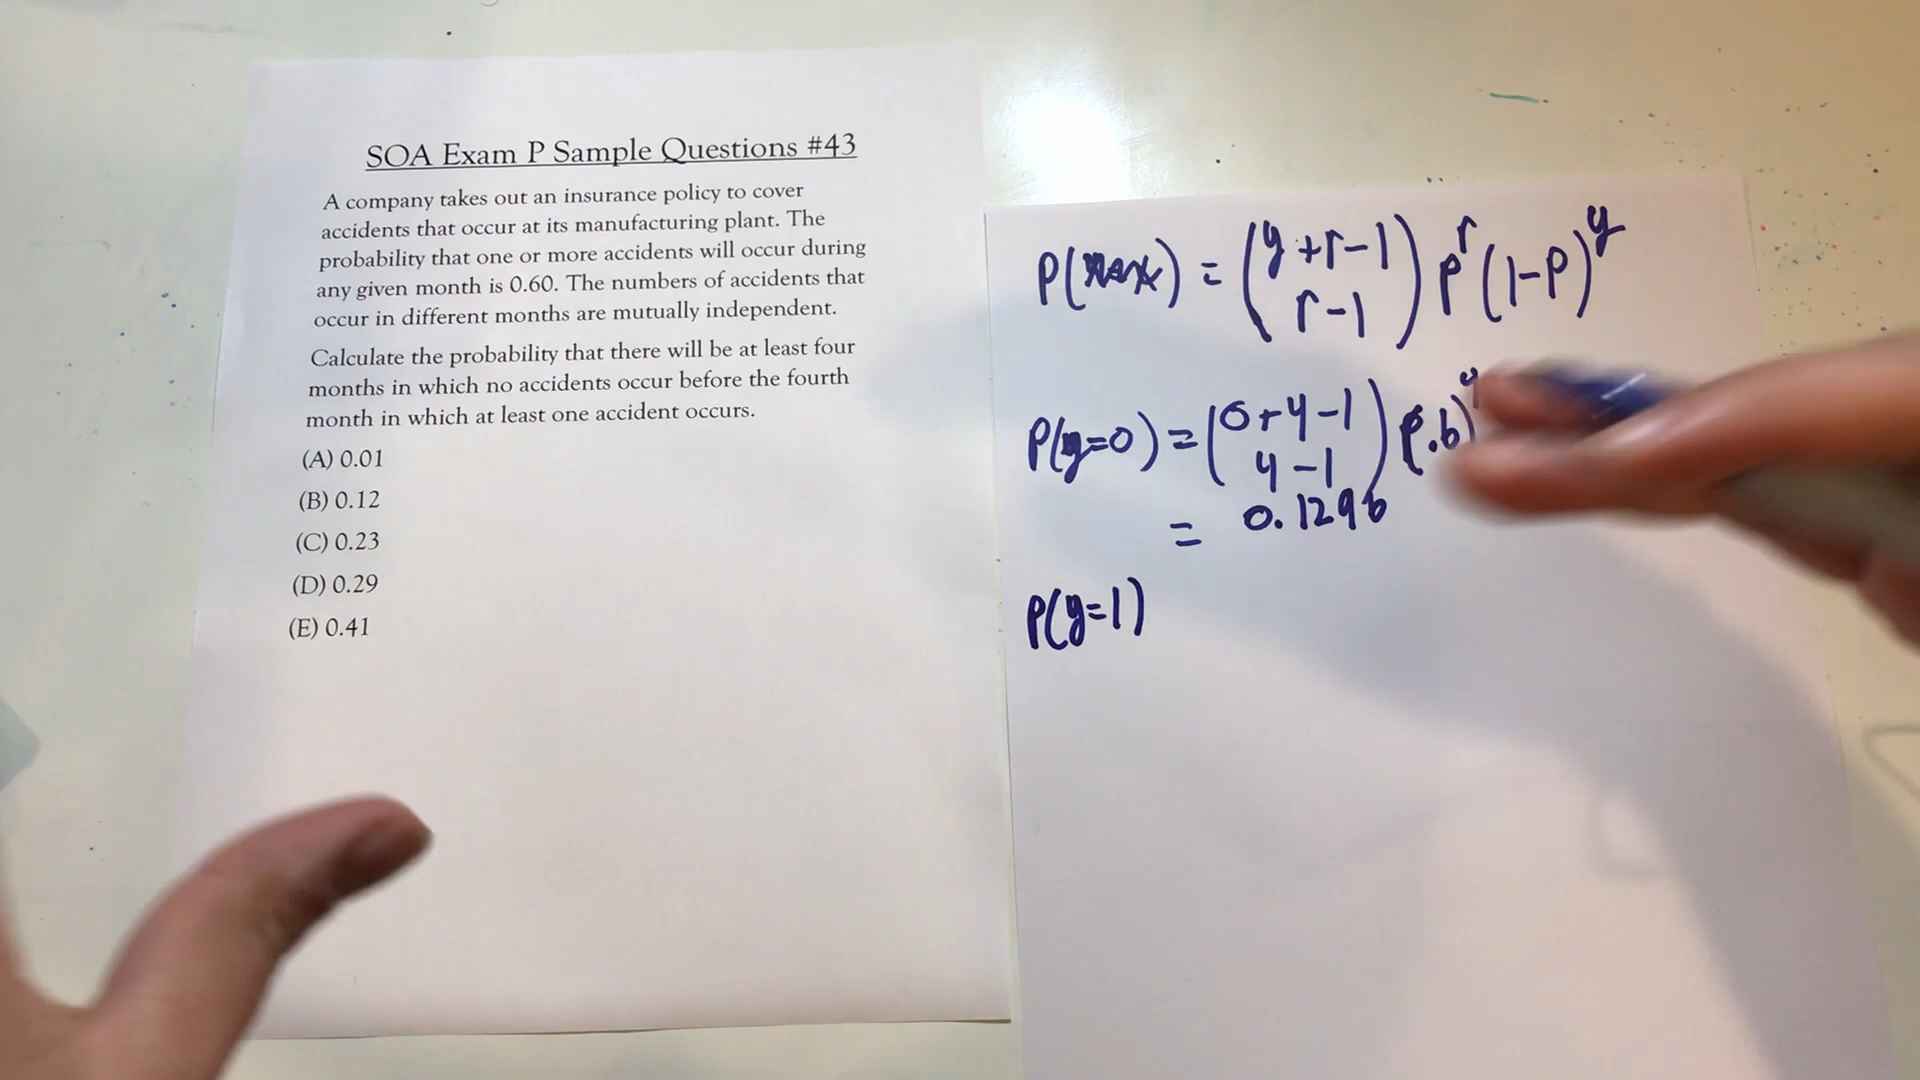 SOA Exam P Sample Questions #43
A company takes out an insurance policy to cover
accidents that occur at its manufacturing plant. The
probability that one or more accidents will occur during
any given month is 0.60. The numbers of accidents that
occur in different months are mutually independent.
Calculate the probability that there will be at least four
months in which no accidents occur before the fourth
month in which at least one accident occurs.
(A) 0.01
(B) 0.12
(C) 0.23
(D) 0.29
(E) 0.41
= (y+r-1 r-1) p^r (1-p)^y
P(y=0) = (0+4-1 4-1) (.6)^4
= 0.1296
P(y=1)